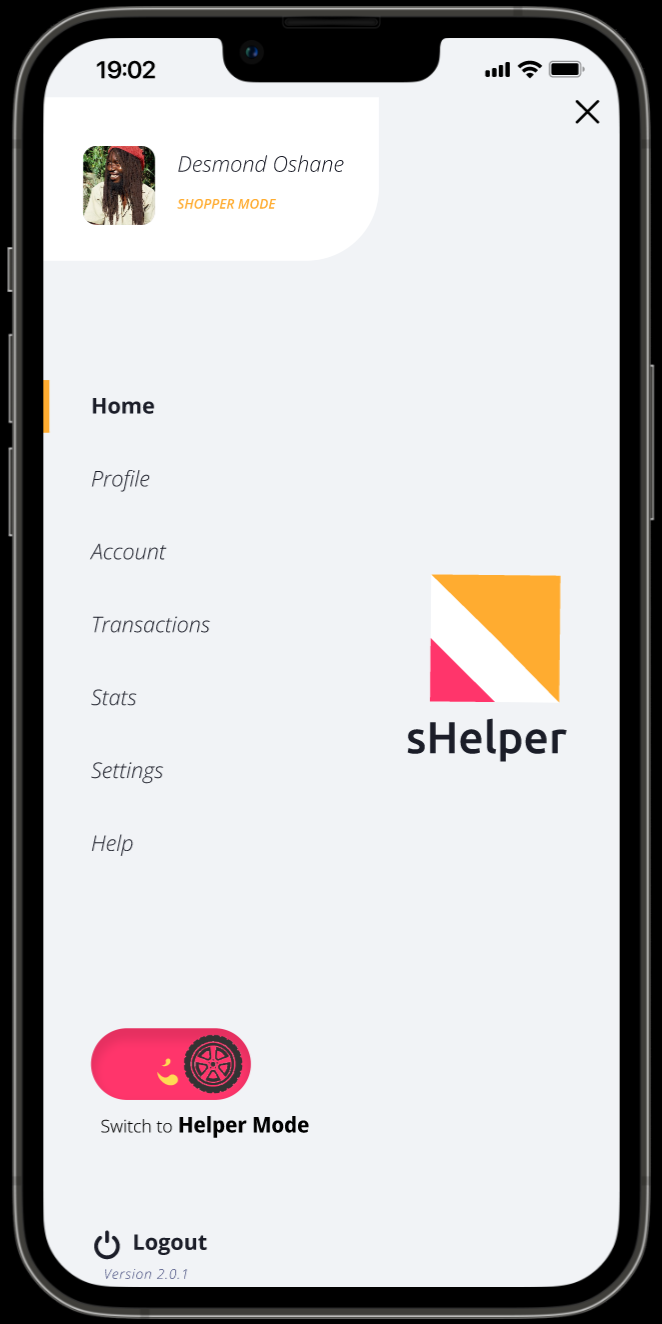 19:02
Desmond Oshane
SHOPPER MODE
Home
Profile
Account
Transactions
Stats
Settings
Help
sHelper
Switch to Helper Mode
Logout
Version 2.0.1